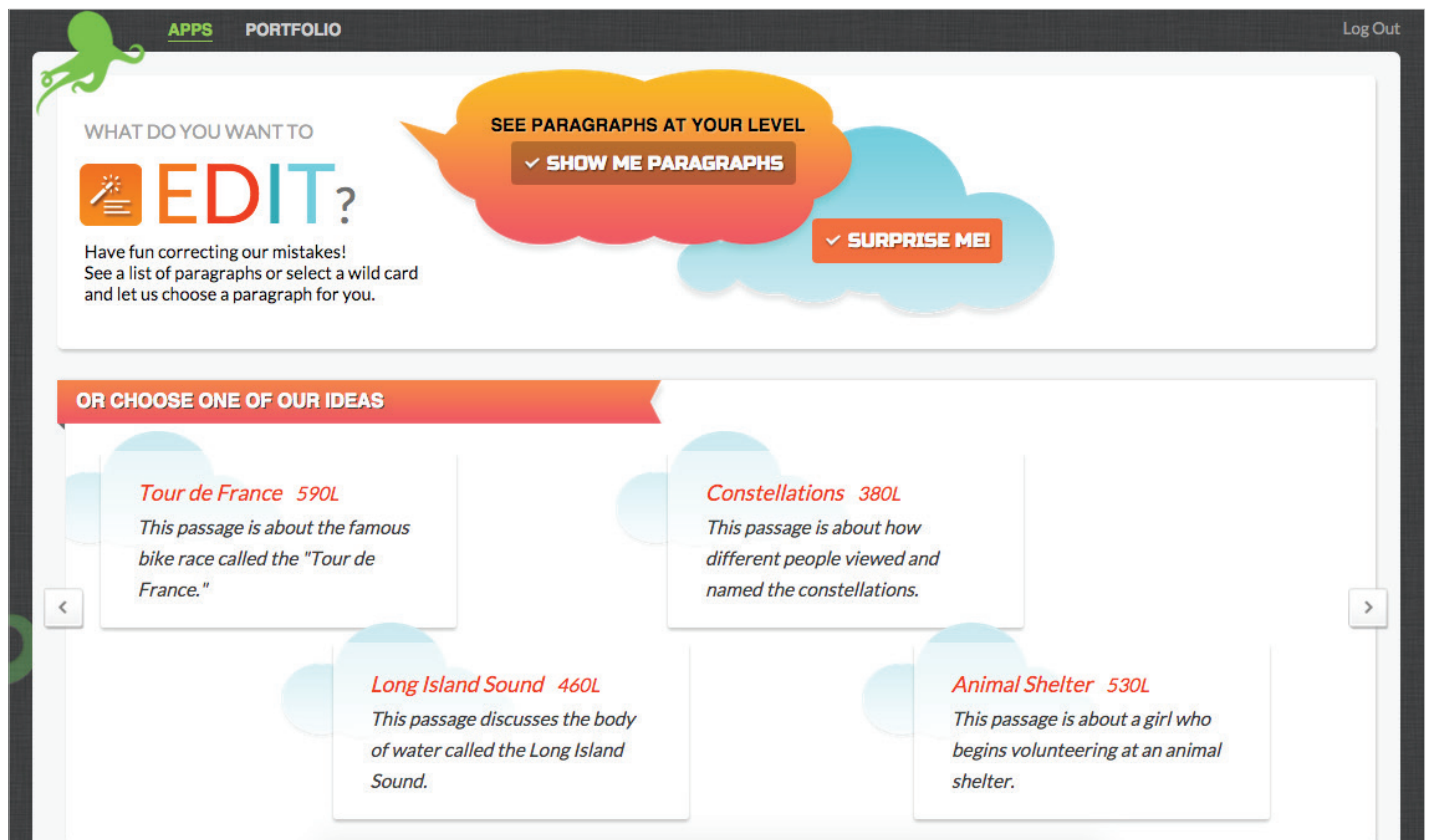 APPS PORTFOLIO Log Out
WHAT DO YOU WANT TO
EDIT?
Have fun correcting our mistakes!
See a list of paragraphs or select a wild card
and let us choose a paragraph for you.
SEE PARAGRAPHS AT YOUR LEVEL
SHOW ME PARAGRAPHS
SURPRISE ME!
OR CHOOSE ONE OF OUR IDEAS
Tour de France 590L
This passage is about the famous
bike race called the "Tour de
France."
Constellations 380L
This passage is about how
different people viewed and
named the constellations.
Long Island Sound 460L
This passage discusses the body
of water called the Long Island
Sound.
Animal Shelter 530L
This passage is about a girl who
begins volunteering at an animal
shelter.